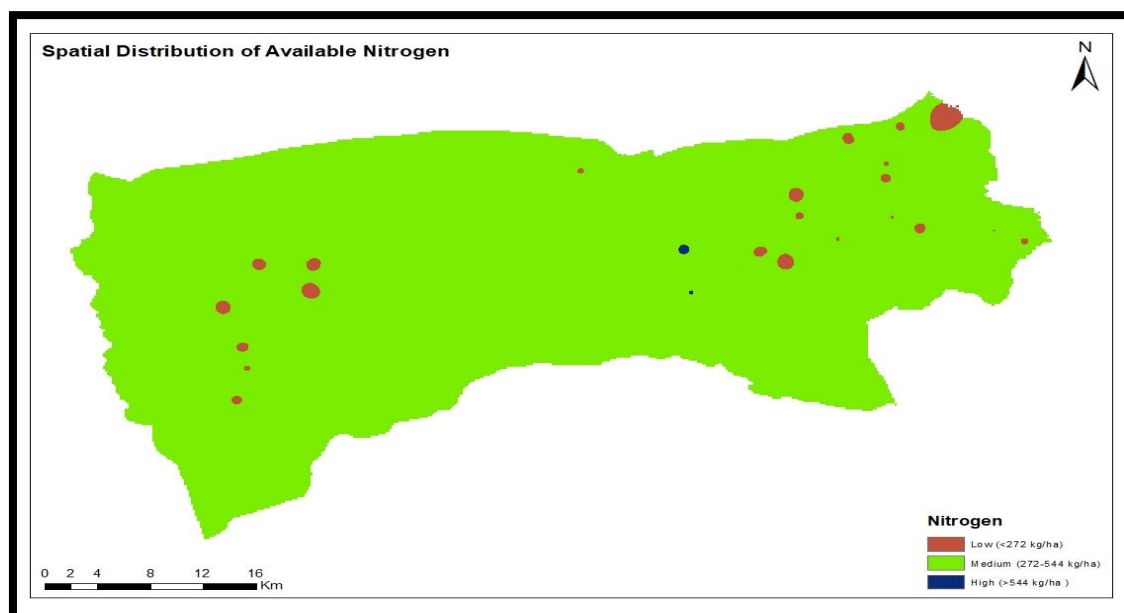 Spatial Distribution of Available Nitrogen
N
Nitrogen
Low (<272 kg/ha)
Medium (272-544 kg/ha)
High (>544 kg/ha )
0 2 4 8 12 16
Km